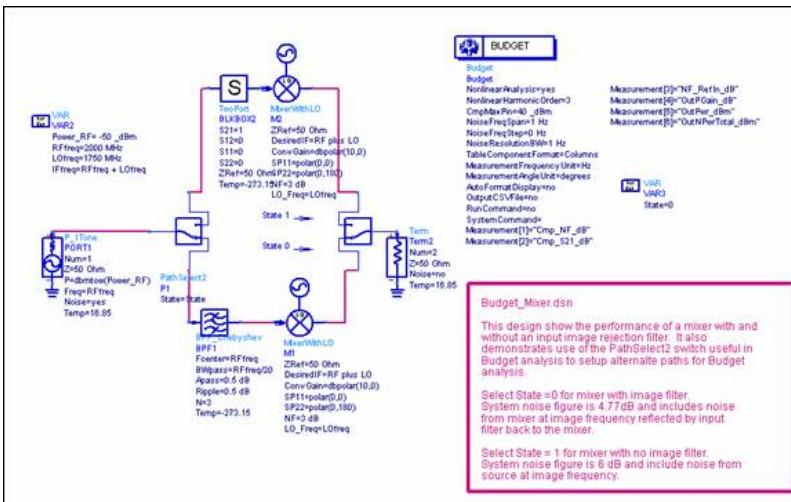 BUDGET
Budget
Budget
NonlinearAnalysis=yes
NonlinearHarmonicOrder=3
CmpMaxPin=40 _dBm
NoiseFreqSpan=1 Hz
NoiseFreqStep=0 Hz
NoiseResolutionBW=1 Hz
TableComponentFormat=Columns
MeasurementFrequencyUnit=Hz
MeasurementAngleUnit=degrees
AutoFormatDisplay=no
OutputCSVFile=no
RunCommand=no
SystemCommand=
Measurement[1]="Cmp_NF_dB"
Measurement[2]="Cmp_S21_dB"
Measurement[3]="NF_RefIn_dB"
Measurement[4]="OutPGain_dB"
Measurement[5]="OutPwr_dBm"
Measurement[6]="OutNPwrTotal_dBm"
Var
Eqn
VAR
VAR2
Power_RF= -50 _dBm
RFfreq=2000 MHz
LOfreq=1750 MHz
IFfreq=RFfreq + LOfreq
S
TwoPort
BLKBOX2
S21=1
S12=0
S11=0
S22=0
ZRef=50 Ohm
Temp=-273.15
MixerWithLO
M2
ZRef=50 Ohm
DesiredIF=RF plus LO
ConvGain=dbpolar(10,0)
SP11=polar(0,0)
SP22=polar(0,180)
NF=3 dB
LO_Freq=LOfreq
Var
Eqn
VAR
VAR3
State=0
State 1
State 0
P_1Tone
PORT1
Num=1
Z=50 Ohm
P=dbmtow(Power_RF)
Freq=RFfreq
Noise=yes
Temp=16.85
PathSelect2
P1
State=State
Term
Term2
Num=2
Z=50 Ohm
Noise=no
Temp=16.85
BPF_Chebyshev
BPF1
Fcenter=RFfreq
BWpass=RFfreq/20
Apass=0.5 dB
Ripple=0.5 dB
N=3
Temp=-273.15
MixerWithLO
M1
ZRef=50 Ohm
DesiredIF=RF plus LO
ConvGain=dbpolar(10,0)
SP11=polar(0,0)
SP22=polar(0,180)
NF=3 dB
LO_Freq=LOfreq
Budget_Mixer.dsn
This design show the performance of a mixer with and
without an input image rejection filter. It also
demonstrates use of the PathSelect2 switch useful in
Budget analysis to setup alternate paths for Budget
analysis.
Select State =0 for mixer with image filter.
System noise figure is 4.77dB and includes noise
from mixer at image frequency reflected by input
filter back to the mixer.
Select State = 1 for mixer with no image filter.
System noise figure is 6 dB and include noise from
source at image frequency.